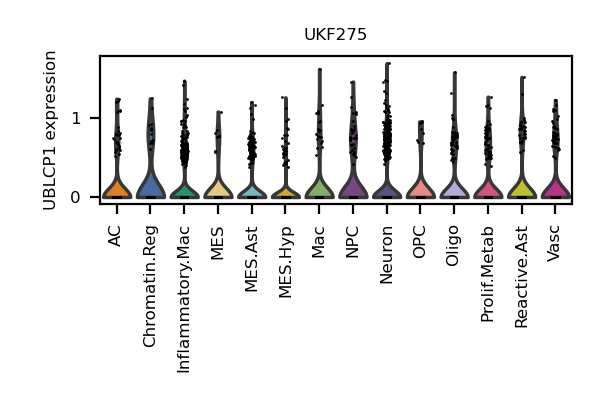 UKF275
UBLCP1 expression
1
0
AC
Chromatin.Reg
Inflammatory.Mac
MES
MES.Ast
MES.Hyp
Mac
NPC
Neuron
OPC
Oligo
Prolif.Metab
Reactive.Ast
Vasc